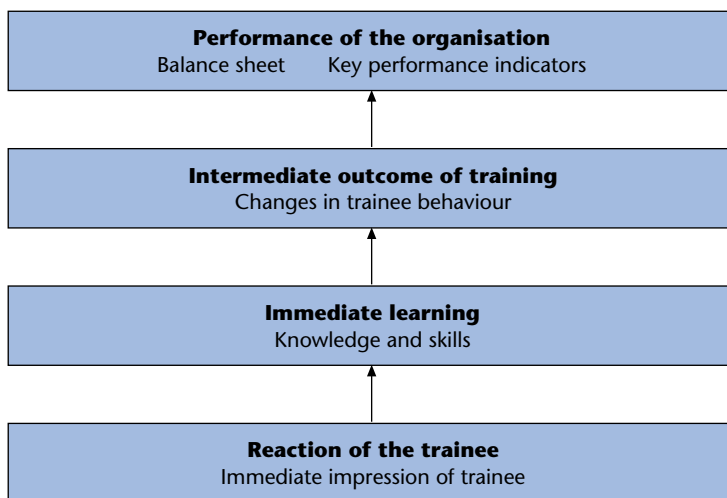 Performance of the organisation
Balance sheet Key performance indicators
Intermediate outcome of training
Changes in trainee behaviour
Immediate learning
Knowledge and skills
Reaction of the trainee
Immediate impression of trainee